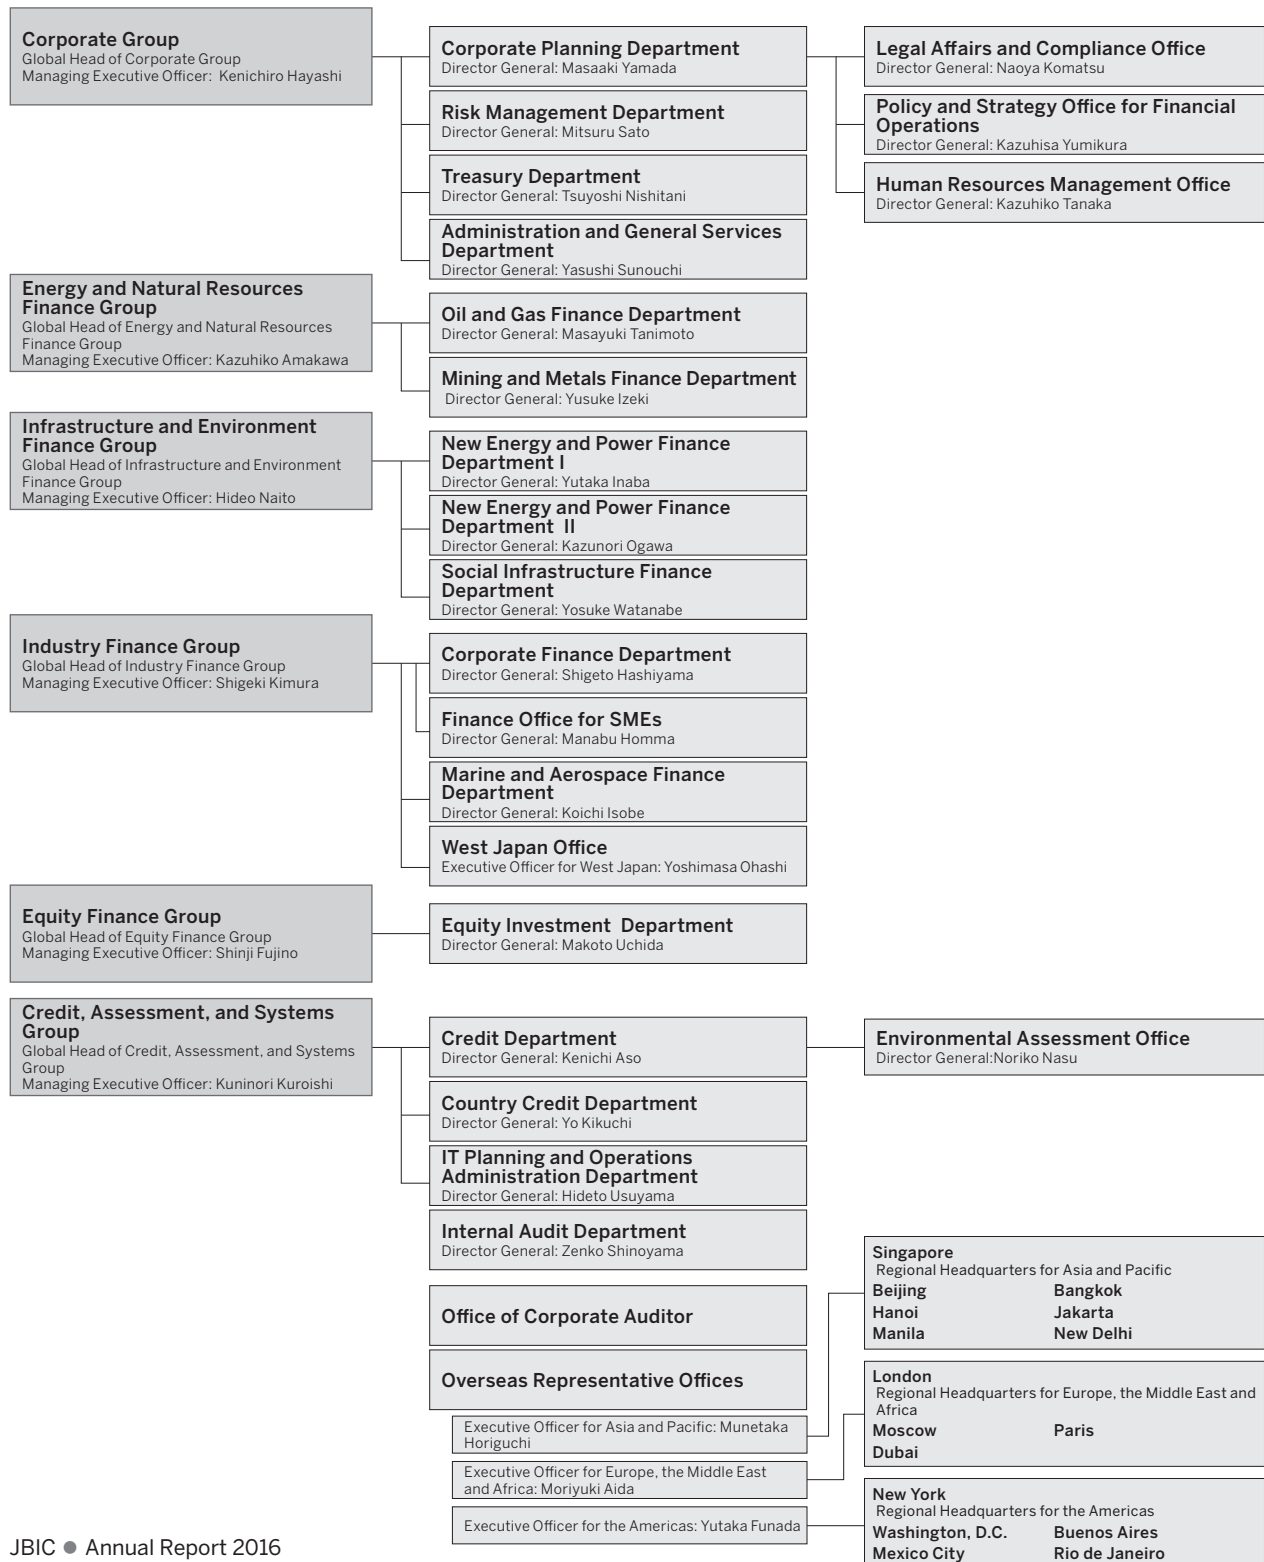 Corporate Group
Global Head of Corporate Group
Managing Executive Officer: Kenichiro Hayashi
Corporate Planning Department
Director General: Masaaki Yamada
Legal Affairs and Compliance Office
Director General: Naoya Komatsu
Policy and Strategy Office for Financial
Operations
Director General: Kazuhisa Yumikura
Human Resources Management Office
Director General: Kazuhiko Tanaka
Risk Management Department
Director General: Mitsuru Sato
Treasury Department
Director General: Tsuyoshi Nishitani
Administration and General Services
Department
Director General: Yasushi Sunouchi
Energy and Natural Resources
Finance Group
Global Head of Energy and Natural Resources
Finance Group
Managing Executive Officer: Kazuhiko Amakawa
Oil and Gas Finance Department
Director General: Masayuki Tanimoto
Mining and Metals Finance Department
Director General: Yusuke Izeki
Infrastructure and Environment
Finance Group
Global Head of Infrastructure and Environment
Finance Group
Managing Executive Officer: Hideo Naito
New Energy and Power Finance
Department I
Director General: Yutaka Inaba
New Energy and Power Finance
Department II
Director General: Kazunori Ogawa
Social Infrastructure Finance
Department
Director General: Yosuke Watanabe
Industry Finance Group
Global Head of Industry Finance Group
Managing Executive Officer: Shigeki Kimura
Corporate Finance Department
Director General: Shigeto Hashiyama
Finance Office for SMEs
Director General: Manabu Homma
Marine and Aerospace Finance
Department
Director General: Koichi Isobe
West Japan Office
Executive Officer for West Japan: Yoshimasa Ohashi
Equity Finance Group
Global Head of Equity Finance Group
Managing Executive Officer: Shinji Fujino
Equity Investment Department
Director General: Makoto Uchida
Credit, Assessment, and Systems
Group
Global Head of Credit, Assessment, and Systems
Group
Managing Executive Officer: Kuninori Kuroishi
Credit Department
Director General: Kenichi Aso
Environmental Assessment Office
Director General:Noriko Nasu
Country Credit Department
Director General: Yo Kikuchi
IT Planning and Operations
Administration Department
Director General: Hideto Usuyama
Internal Audit Department
Director General: Zenko Shinoyama
Office of Corporate Auditor
Overseas Representative Offices
Executive Officer for Asia and Pacific: Munetaka
Horiguchi
Executive Officer for Europe, the Middle East
and Africa: Moriyuki Aida
Executive Officer for the Americas: Yutaka Funada
Singapore
Regional Headquarters for Asia and Pacific
Beijing Bangkok
Hanoi Jakarta
Manila New Delhi
London
Regional Headquarters for Europe, the Middle East and
Africa
Moscow Paris
Dubai
New York
Regional Headquarters for the Americas
Washington, D.C. Buenos Aires
Mexico City Rio de Janeiro
JBIC ● Annual Report 2016